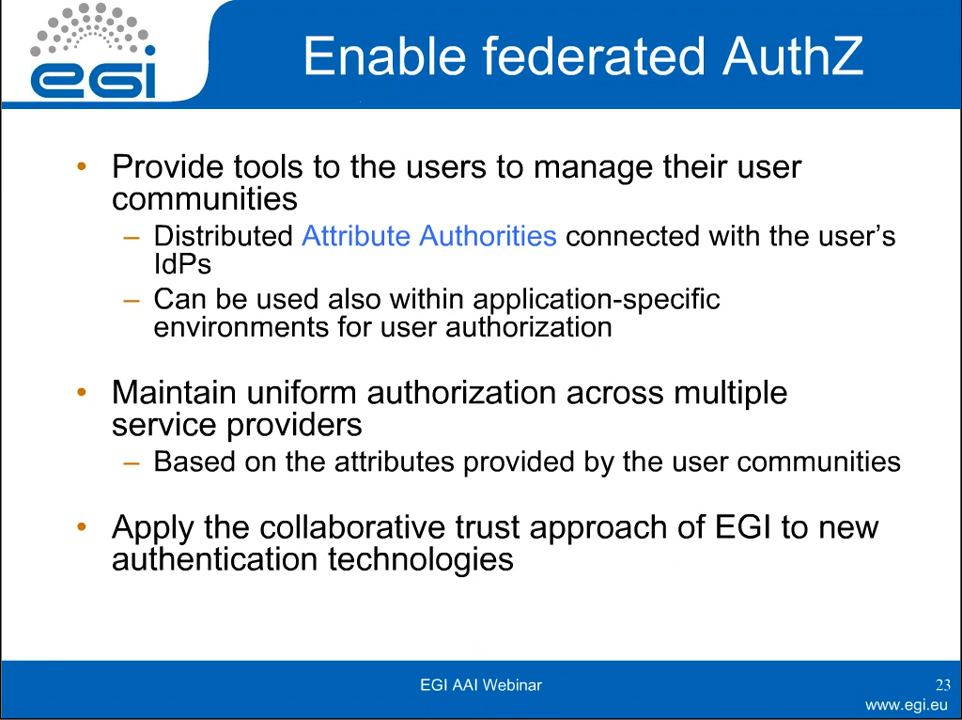 egi
Enable federated AuthZ
• Provide tools to the users to manage their user
communities
– Distributed Attribute Authorities connected with the user’s
IdPs
– Can be used also within application-specific
environments for user authorization
• Maintain uniform authorization across multiple
service providers
– Based on the attributes provided by the user communities
• Apply the collaborative trust approach of EGI to new
authentication technologies
EGI AAI Webinar
23
www.egi.eu